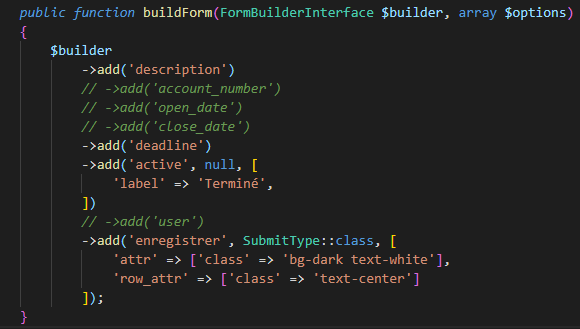 public function buildForm(FormBuilderInterface $builder, array $options)
{
$builder
->add('description')
// ->add('account_number')
// ->add('open_date')
// ->add('close_date')
->add('deadline')
->add('active', null, [
'label' => 'Terminé',
])
// ->add('user')
->add('enregistrer', SubmitType::class, [
'attr' => ['class' => 'bg-dark text-white'],
'row_attr' => ['class' => 'text-center']
]);
}